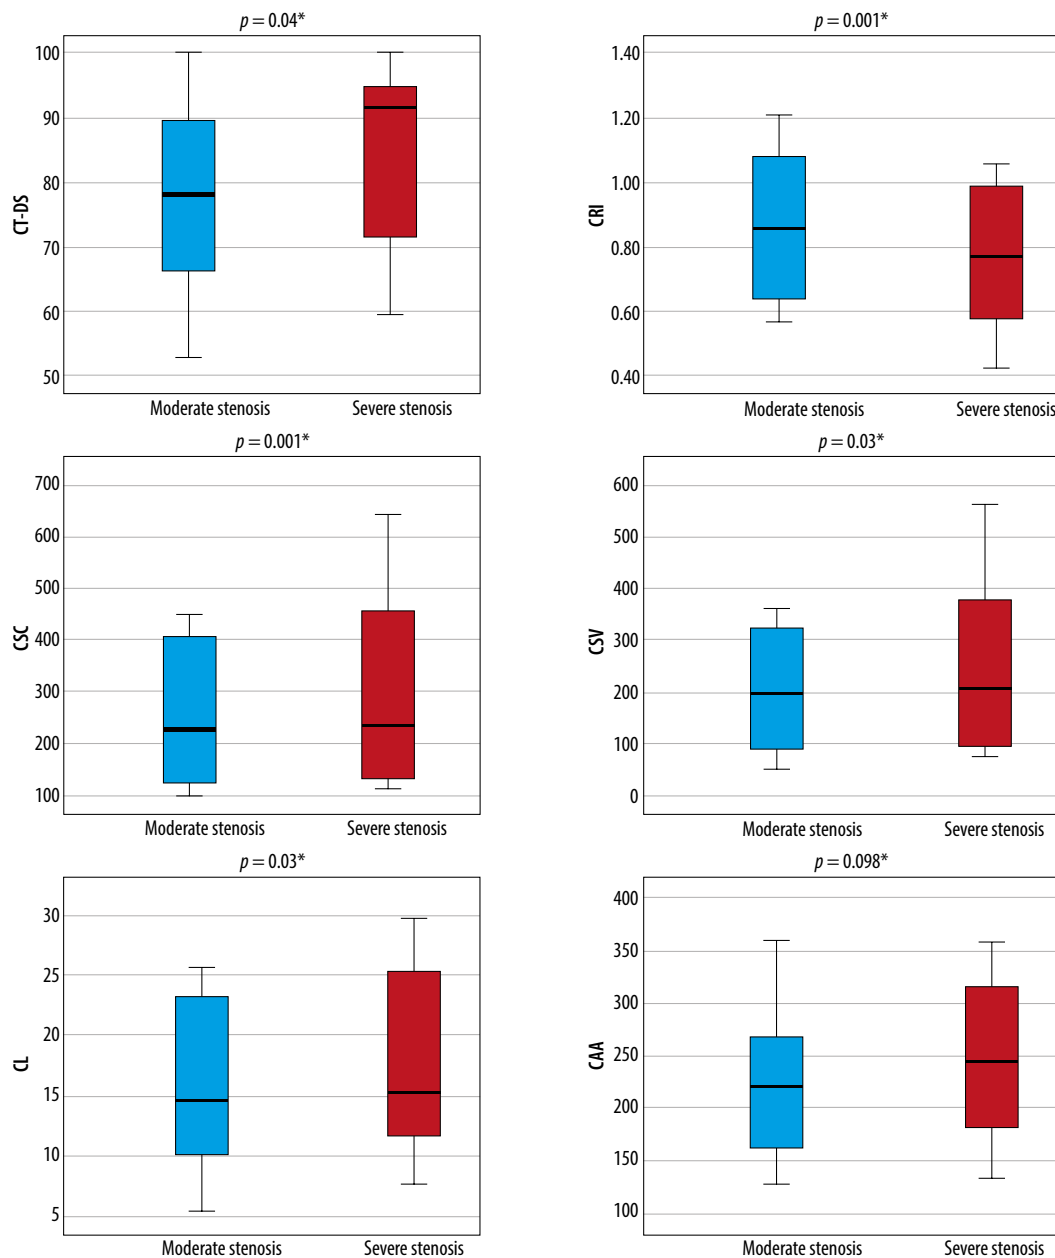 p = 0.04*
100
90
80
70
60
50
CT-DS
Moderate stenosis Severe stenosis
p = 0.001*
1.40
1.20
1.00
0.80
0.60
0.40
CRI
Moderate stenosis Severe stenosis
p = 0.001*
700
600
500
400
300
200
100
CSC
Moderate stenosis Severe stenosis
p = 0.03*
600
500
400
300
200
100
0
CSV
Moderate stenosis Severe stenosis
p = 0.03*
30
25
20
15
10
5
CL
Moderate stenosis Severe stenosis
p = 0.098*
400
350
300
250
200
150
100
CAA
Moderate stenosis Severe stenosis